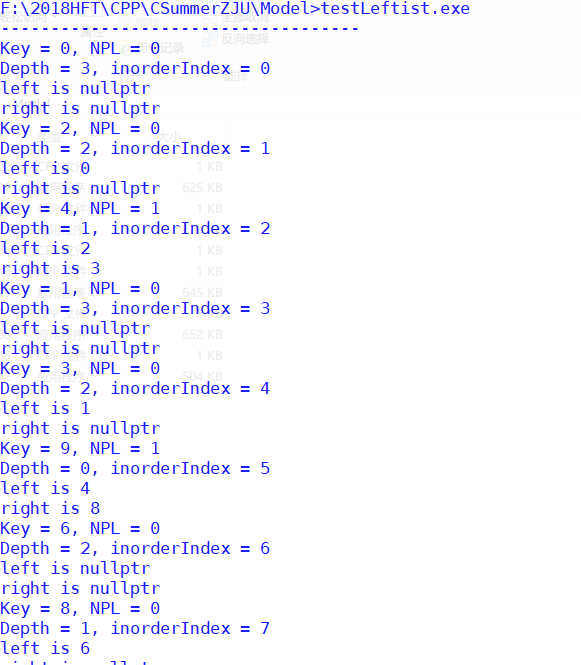 F:\2018HFT\CPP\CSummerZJU\Model>testLeftist.exe
------------------------------------
Key = 0, NPL = 0
Depth = 3, inorderIndex = 0
left is nullptr
right is nullptr
Key = 2, NPL = 0
Depth = 2, inorderIndex = 1
left is 0
right is nullptr
Key = 4, NPL = 1
Depth = 1, inorderIndex = 2
left is 2
right is 3
Key = 1, NPL = 0
Depth = 3, inorderIndex = 3
left is nullptr
right is nullptr
Key = 3, NPL = 0
Depth = 2, inorderIndex = 4
left is 1
right is nullptr
Key = 9, NPL = 1
Depth = 0, inorderIndex = 5
left is 4
right is 8
Key = 6, NPL = 0
Depth = 2, inorderIndex = 6
left is nullptr
right is nullptr
Key = 8, NPL = 0
Depth = 1, inorderIndex = 7
left is 6